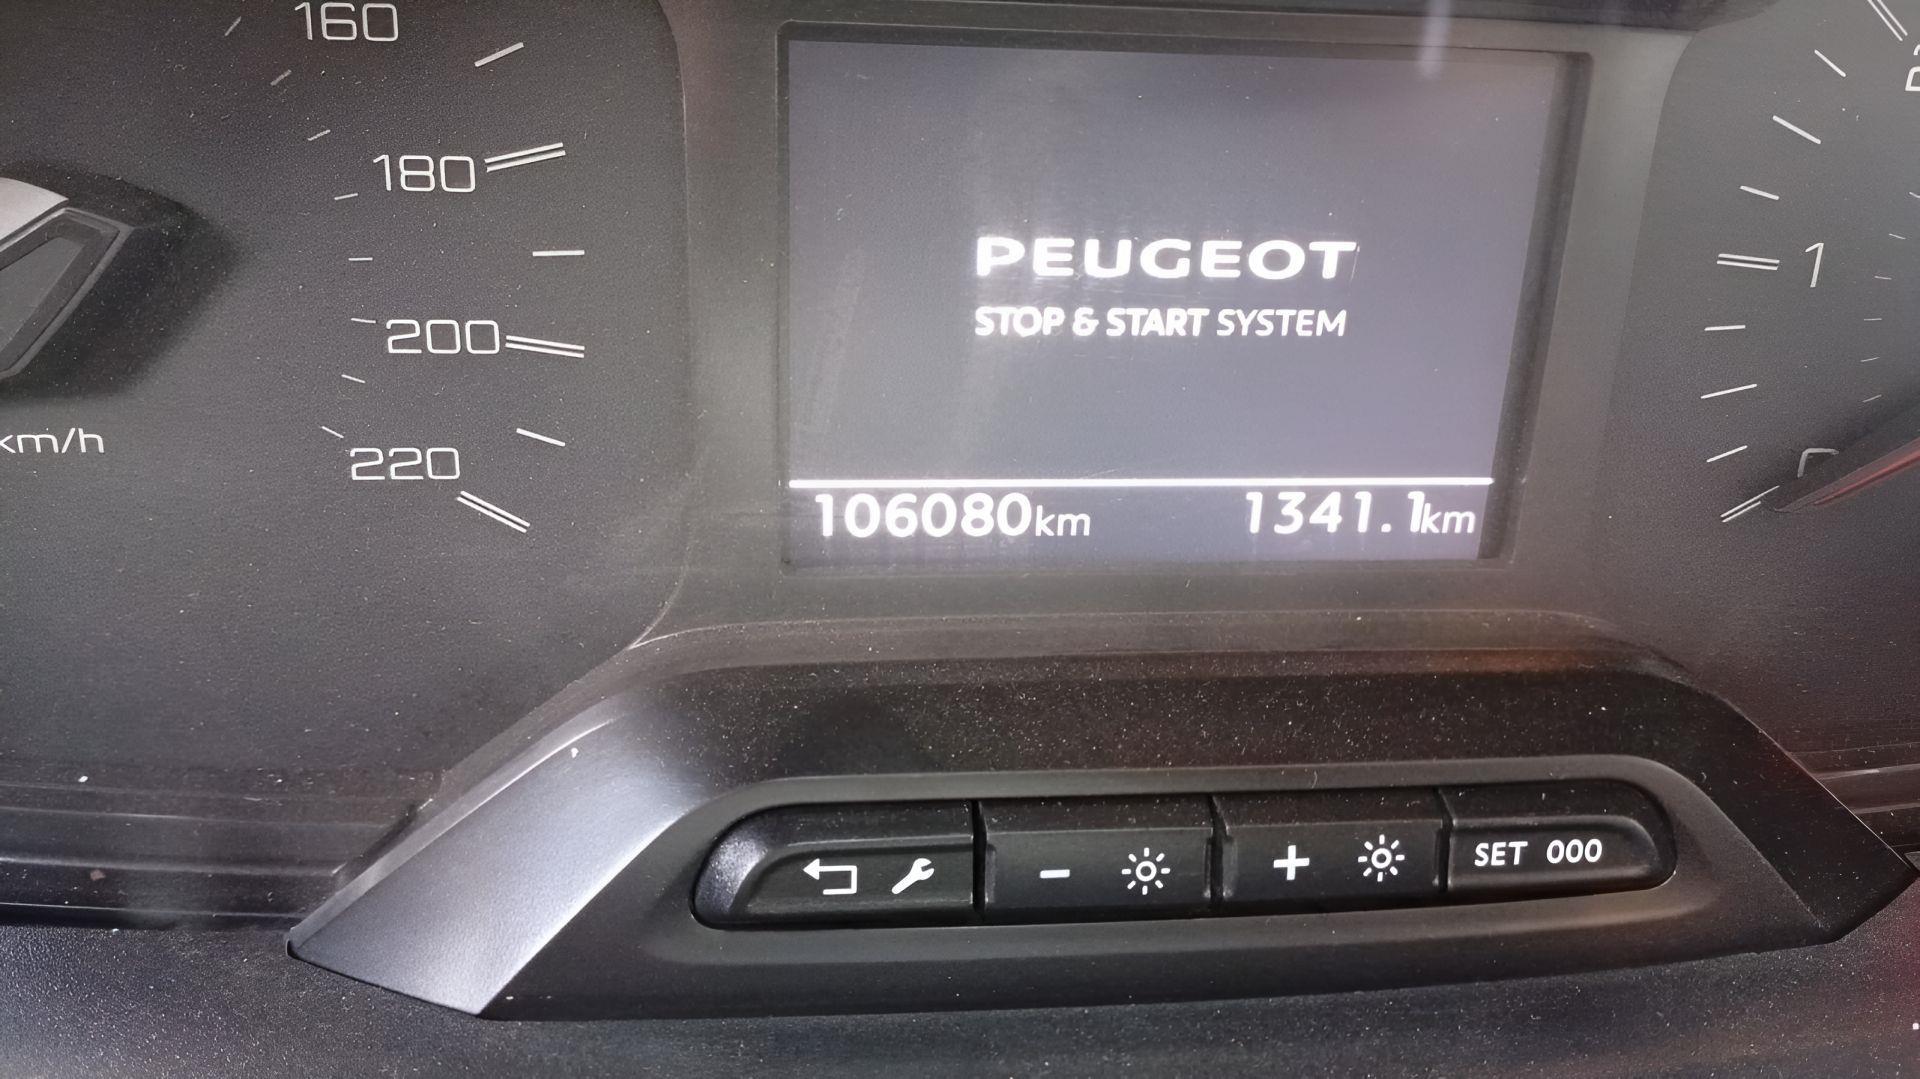 160
180
200
220
km/h
PEUGEOT
STOP & START SYSTEM
106080km 1341.1km
1
- + SET 000